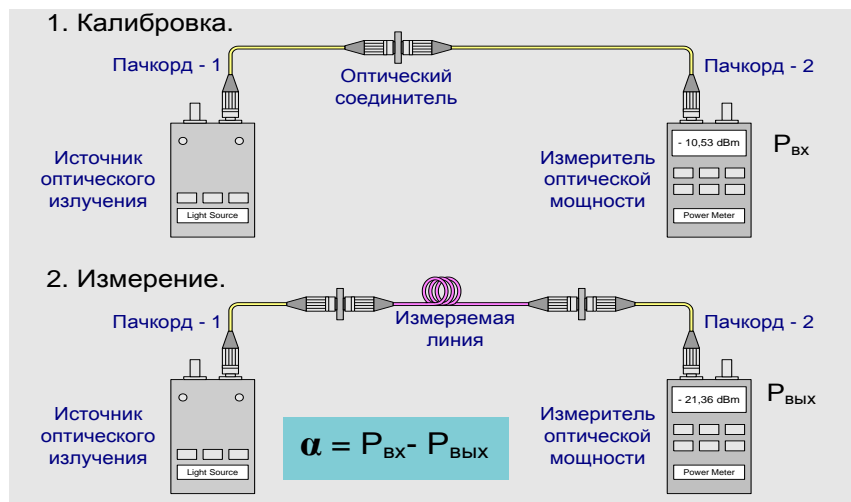 1. Калибровка.
Пачкорд - 1
Оптический
соединитель
Пачкорд - 2
Источник
оптического
излучения
Light Source
Измеритель
оптической
мощности
- 10,53 dBm
Power Meter
Pвх
2. Измерение.
Пачкорд - 1
Измеряемая
линия
Пачкорд - 2
Источник
оптического
излучения
Light Source
α = Pвх- Pвых
Измеритель
оптической
мощности
- 21,36 dBm
Power Meter
Pвых